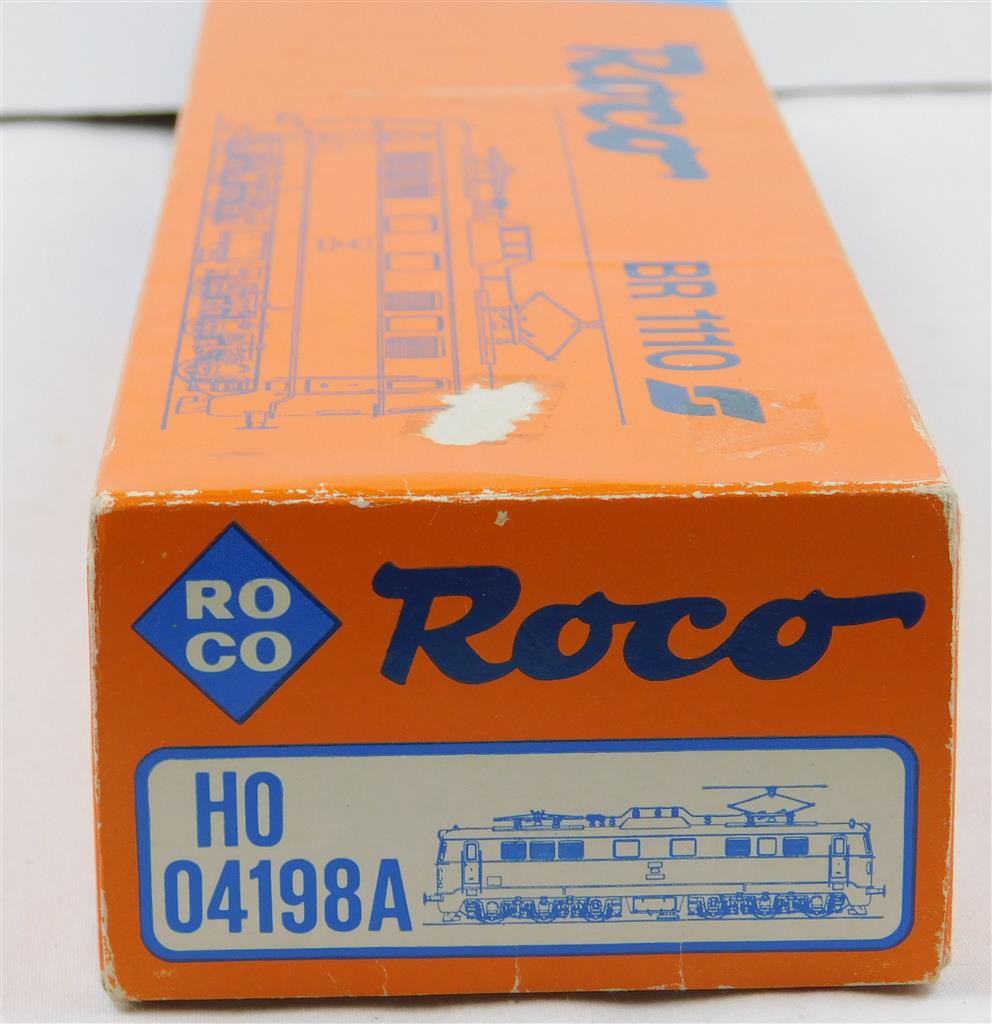 Roco
BR 1110
RO
CO
Roco
HO
04198A